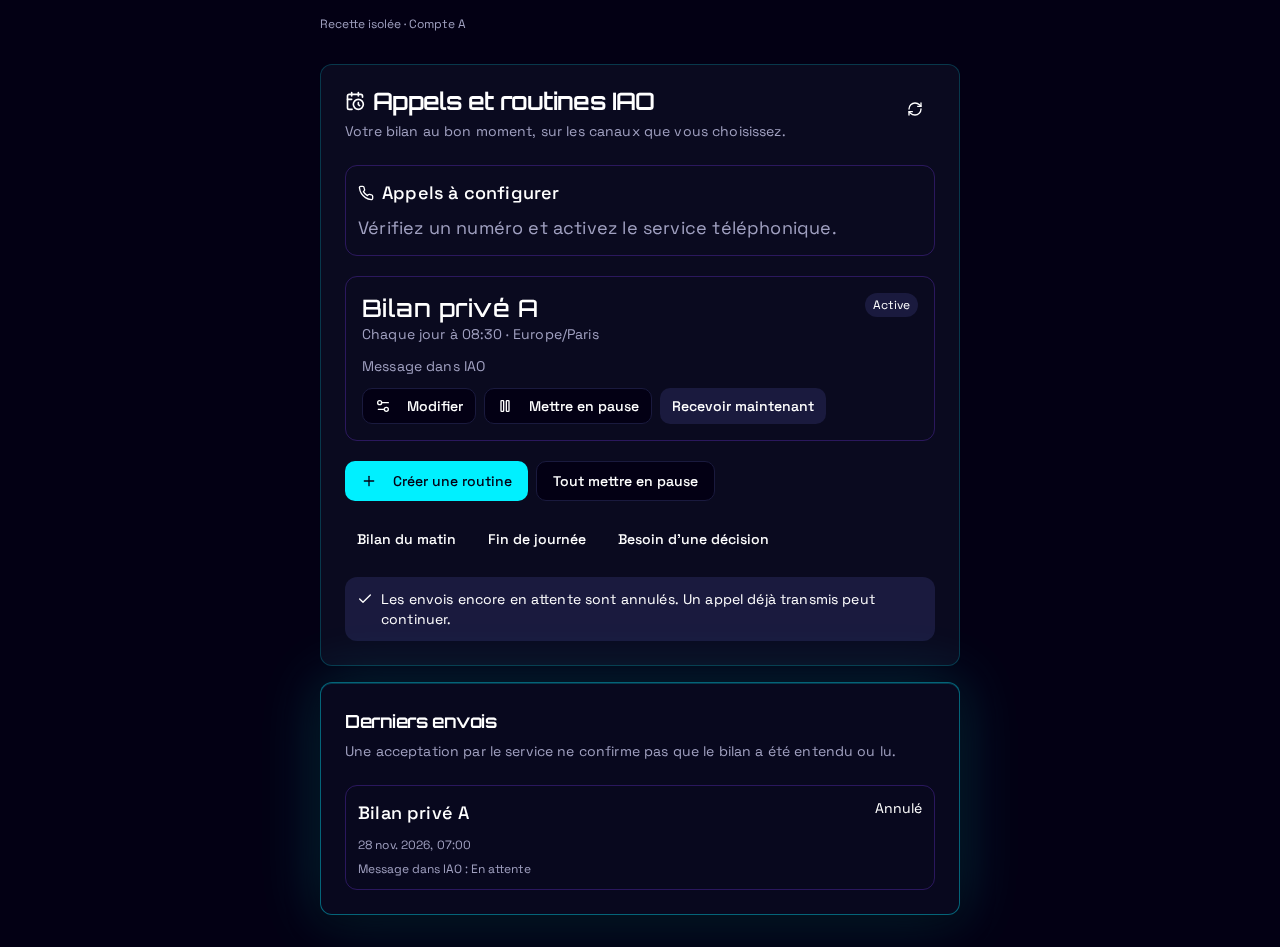 Recette isolée · Compte A
Appels et routines IAO
Votre bilan au bon moment, sur les canaux que vous choisissez.
Appels à configurer
Vérifiez un numéro et activez le service téléphonique.
Bilan privé A
Active
Chaque jour à 08:30 · Europe/Paris
Message dans IAO
Modifier
Mettre en pause
Recevoir maintenant
Créer une routine
Tout mettre en pause
Bilan du matin
Fin de journée
Besoin d’une décision
Les envois encore en attente sont annulés. Un appel déjà transmis peut
continuer.
Derniers envois
Une acceptation par le service ne confirme pas que le bilan a été entendu ou lu.
Bilan privé A
Annulé
28 nov. 2026, 07:00
Message dans IAO : En attente